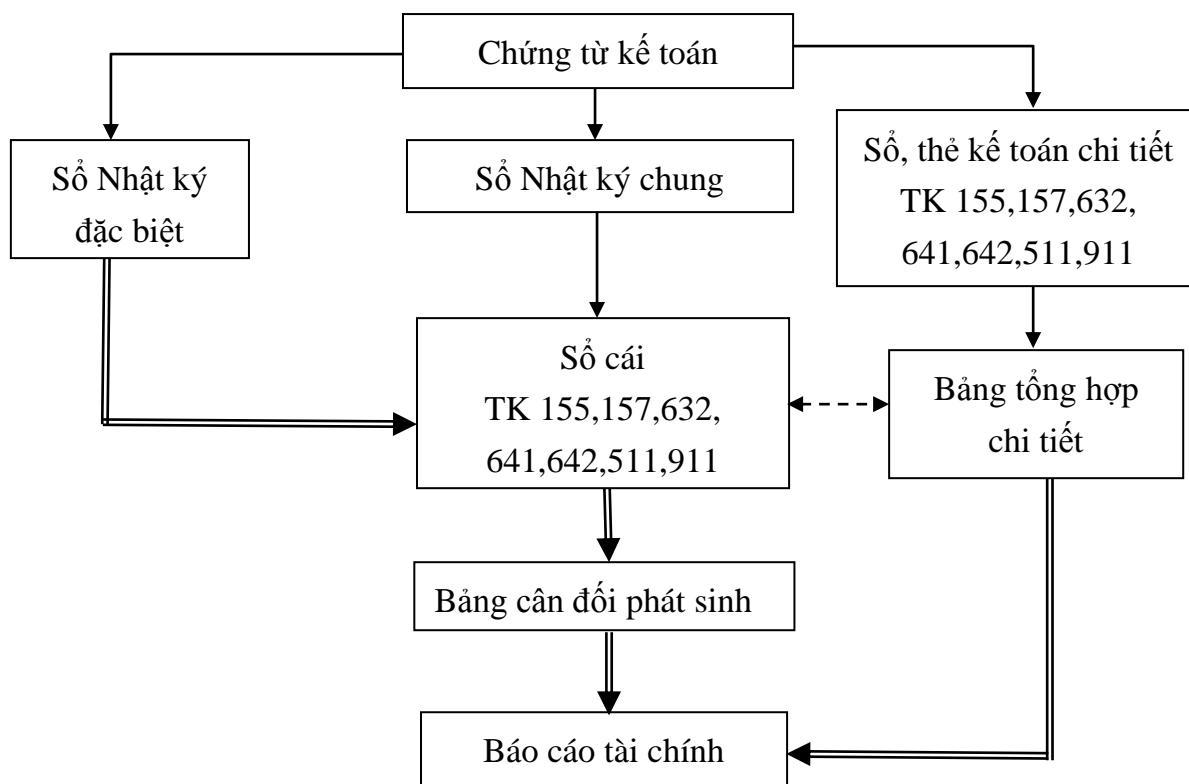 Chứng từ kế toán
Sổ Nhật ký
đặc biệt
Sổ Nhật ký chung
Sổ, thẻ kế toán chi tiết
TK 155,157,632,
641,642,511,911
Sổ cái
TK 155,157,632,
641,642,511,911
Bảng tổng hợp
chi tiết
Bảng cân đối phát sinh
Báo cáo tài chính